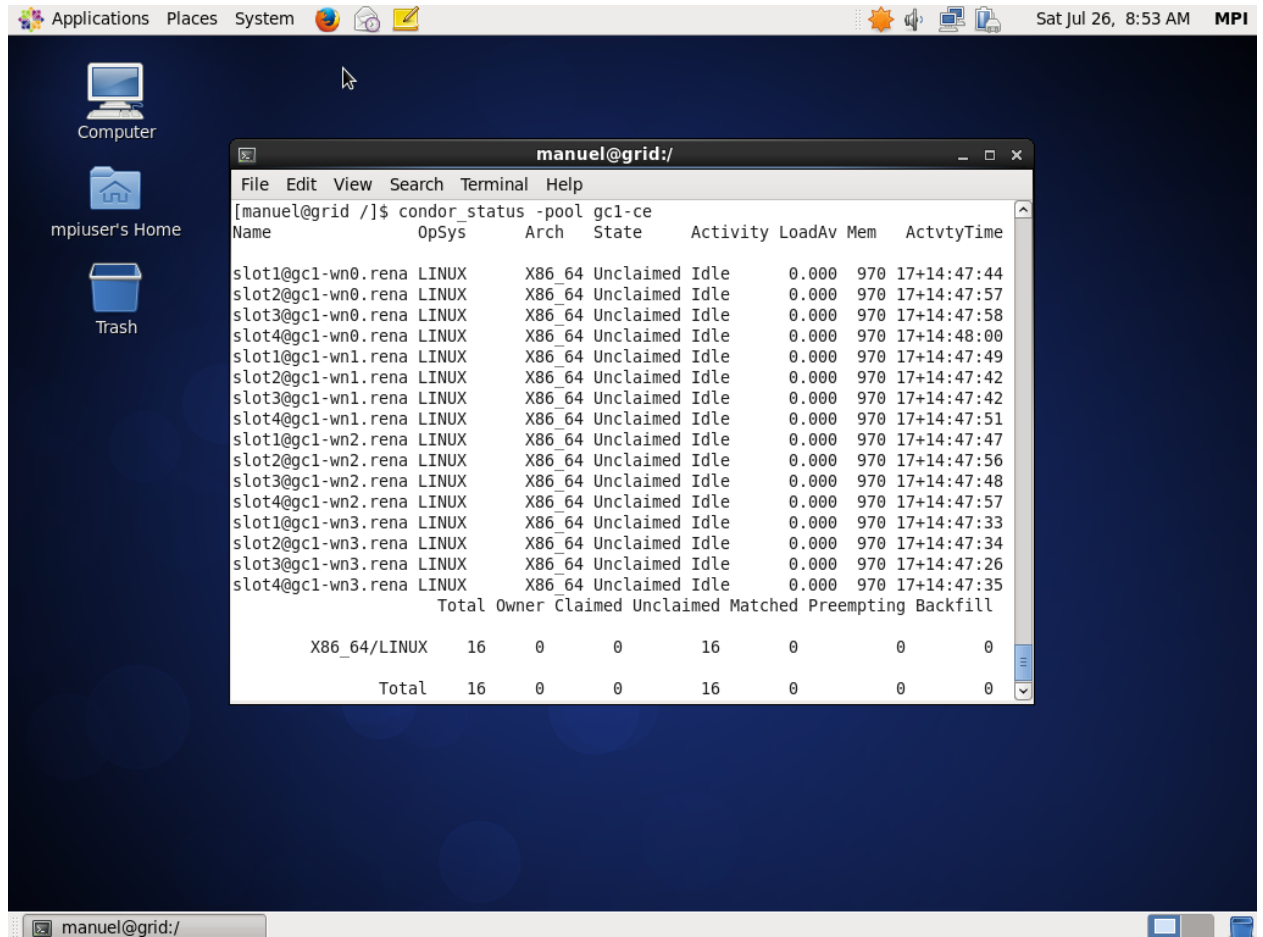 Applications Places System Sat Jul 26, 8:53 AM MPI
Computer
mpiuser's Home
Trash
manuel@grid:/
File Edit View Search Terminal Help
[manuel@grid /]$ condor_status -pool gc1-ce
Name OpSys Arch State Activity LoadAv Mem ActvtyTime
slot1@gc1-wn0.rena LINUX X86_64 Unclaimed Idle 0.000 970 17+14:47:44
slot2@gc1-wn0.rena LINUX X86_64 Unclaimed Idle 0.000 970 17+14:47:57
slot3@gc1-wn0.rena LINUX X86_64 Unclaimed Idle 0.000 970 17+14:47:58
slot4@gc1-wn0.rena LINUX X86_64 Unclaimed Idle 0.000 970 17+14:48:00
slot1@gc1-wn1.rena LINUX X86_64 Unclaimed Idle 0.000 970 17+14:47:49
slot2@gc1-wn1.rena LINUX X86_64 Unclaimed Idle 0.000 970 17+14:47:42
slot3@gc1-wn1.rena LINUX X86_64 Unclaimed Idle 0.000 970 17+14:47:42
slot4@gc1-wn1.rena LINUX X86_64 Unclaimed Idle 0.000 970 17+14:47:51
slot1@gc1-wn2.rena LINUX X86_64 Unclaimed Idle 0.000 970 17+14:47:47
slot2@gc1-wn2.rena LINUX X86_64 Unclaimed Idle 0.000 970 17+14:47:56
slot3@gc1-wn2.rena LINUX X86_64 Unclaimed Idle 0.000 970 17+14:47:48
slot4@gc1-wn2.rena LINUX X86_64 Unclaimed Idle 0.000 970 17+14:47:57
slot1@gc1-wn3.rena LINUX X86_64 Unclaimed Idle 0.000 970 17+14:47:33
slot2@gc1-wn3.rena LINUX X86_64 Unclaimed Idle 0.000 970 17+14:47:34
slot3@gc1-wn3.rena LINUX X86_64 Unclaimed Idle 0.000 970 17+14:47:26
slot4@gc1-wn3.rena LINUX X86_64 Unclaimed Idle 0.000 970 17+14:47:35
Total Owner Claimed Unclaimed Matched Preempting Backfill
X86_64/LINUX 16 0 0 16 0 0 0
Total 16 0 0 16 0 0 0
manuel@grid:/